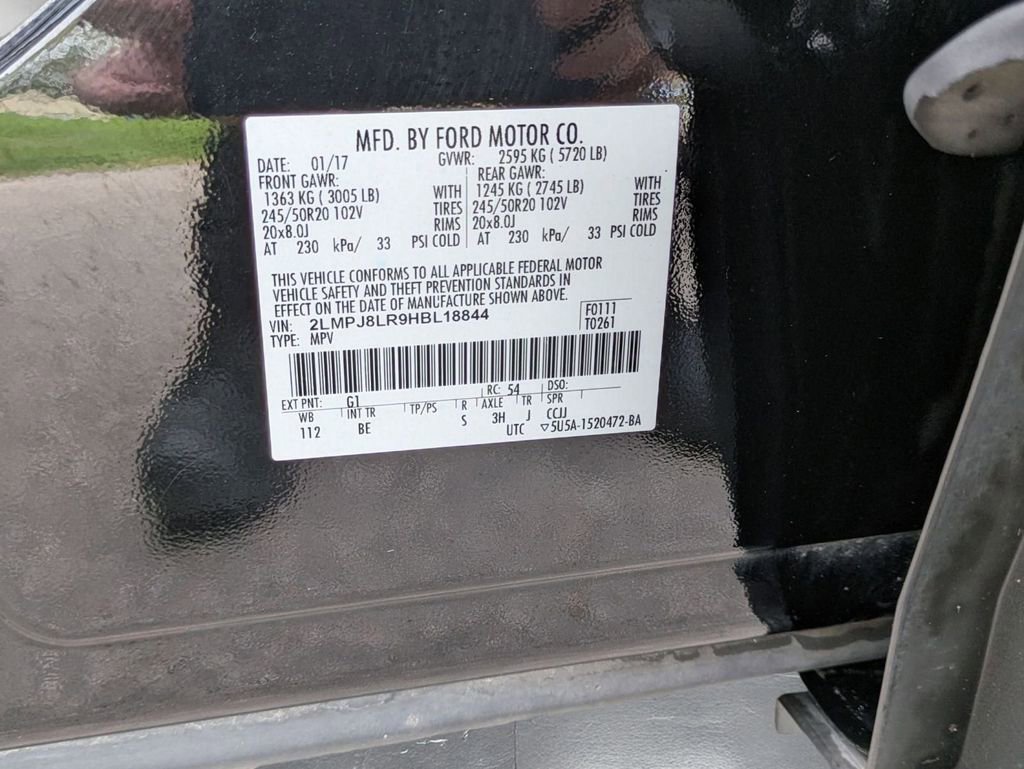 MFD. BY FORD MOTOR CO.
DATE: 01/17 GVWR: 2595 KG ( 5720 LB)
FRONT GAWR: REAR GAWR:
1363 KG ( 3005 LB) WITH 1245 KG ( 2745 LB) WITH
245/50R20 102V TIRES 245/50R20 102V TIRES
20x8.0J RIMS 20x8.0J RIMS
AT 230 kPa/ 33 PSI COLD AT 230 kPa/ 33 PSI COLD
THIS VEHICLE CONFORMS TO ALL APPLICABLE FEDERAL MOTOR
VEHICLE SAFETY AND THEFT PREVENTION STANDARDS IN
EFFECT ON THE DATE OF MANUFACTURE SHOWN ABOVE.
VIN: 2LMPJ8LR9HBL18844 F0111
TYPE: MPV T0261
EXT PNT: G1 RC: 54 DSO:
WB INT TR TP/PS R AXLE TR SPR
112 BE S 3H J CCJJ
UTC ▽5U5A-1520472-BA